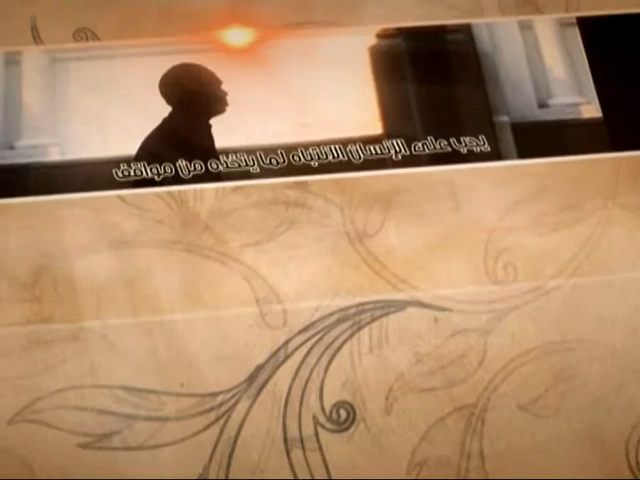 يجب على الإنسان الانتباه لما يتخذه من مواقف